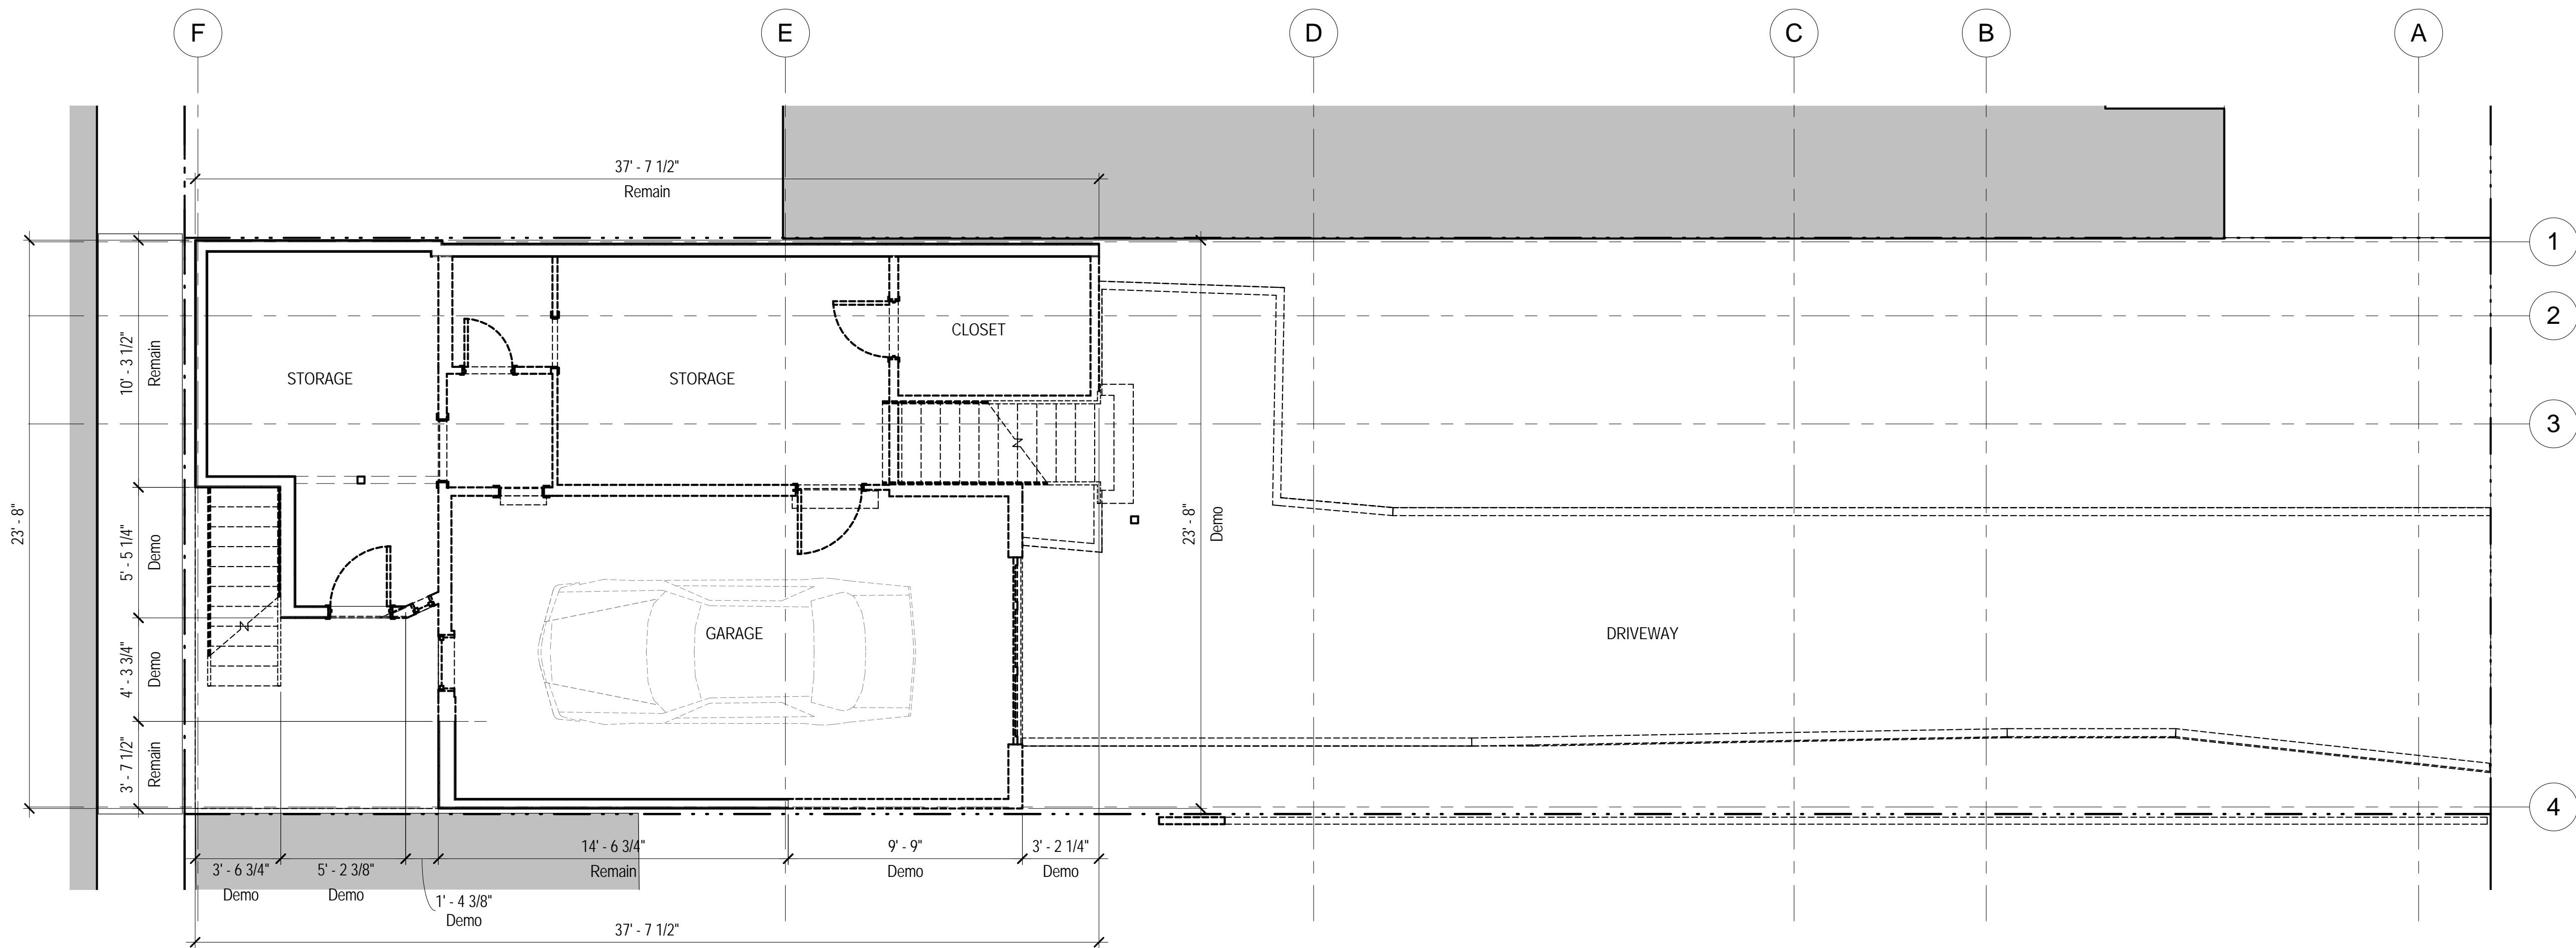 F
E
D
C
B
A
37' - 7 1/2"
Remain
1
2
3
4
CLOSET
STORAGE
STORAGE
GARAGE
DRIVEWAY
23' - 8"
10' - 3 1/2"
Remain
5' - 5 1/4"
Demo
4' - 3 3/4"
Demo
3' - 7 1/2"
Remain
23' - 8"
Demo
3' - 6 3/4"
Demo
5' - 2 3/8"
Demo
1' - 4 3/8"
Demo
14' - 6 3/4"
Remain
9' - 9"
Demo
3' - 2 1/4"
Demo
37' - 7 1/2"